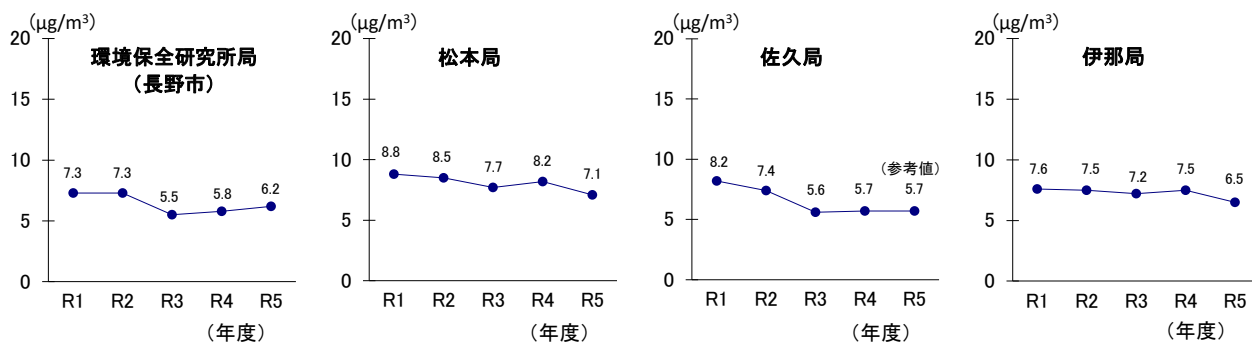 (μg/m³)
環境保全研究所局
（長野市）
20
15
10
5
0
7.3
7.3
5.5
5.8
6.2
R1
R2
R3
R4
R5
（年度）
(μg/m³)
松本局
20
15
10
5
0
8.8
8.5
7.7
8.2
7.1
R1
R2
R3
R4
R5
（年度）
(μg/m³)
佐久局
20
15
10
5
0
8.2
7.4
5.6
5.7
（参考値）
5.7
R1
R2
R3
R4
R5
（年度）
(μg/m³)
伊那局
20
15
10
5
0
7.6
7.5
7.2
7.5
6.5
R1
R2
R3
R4
R5
（年度）